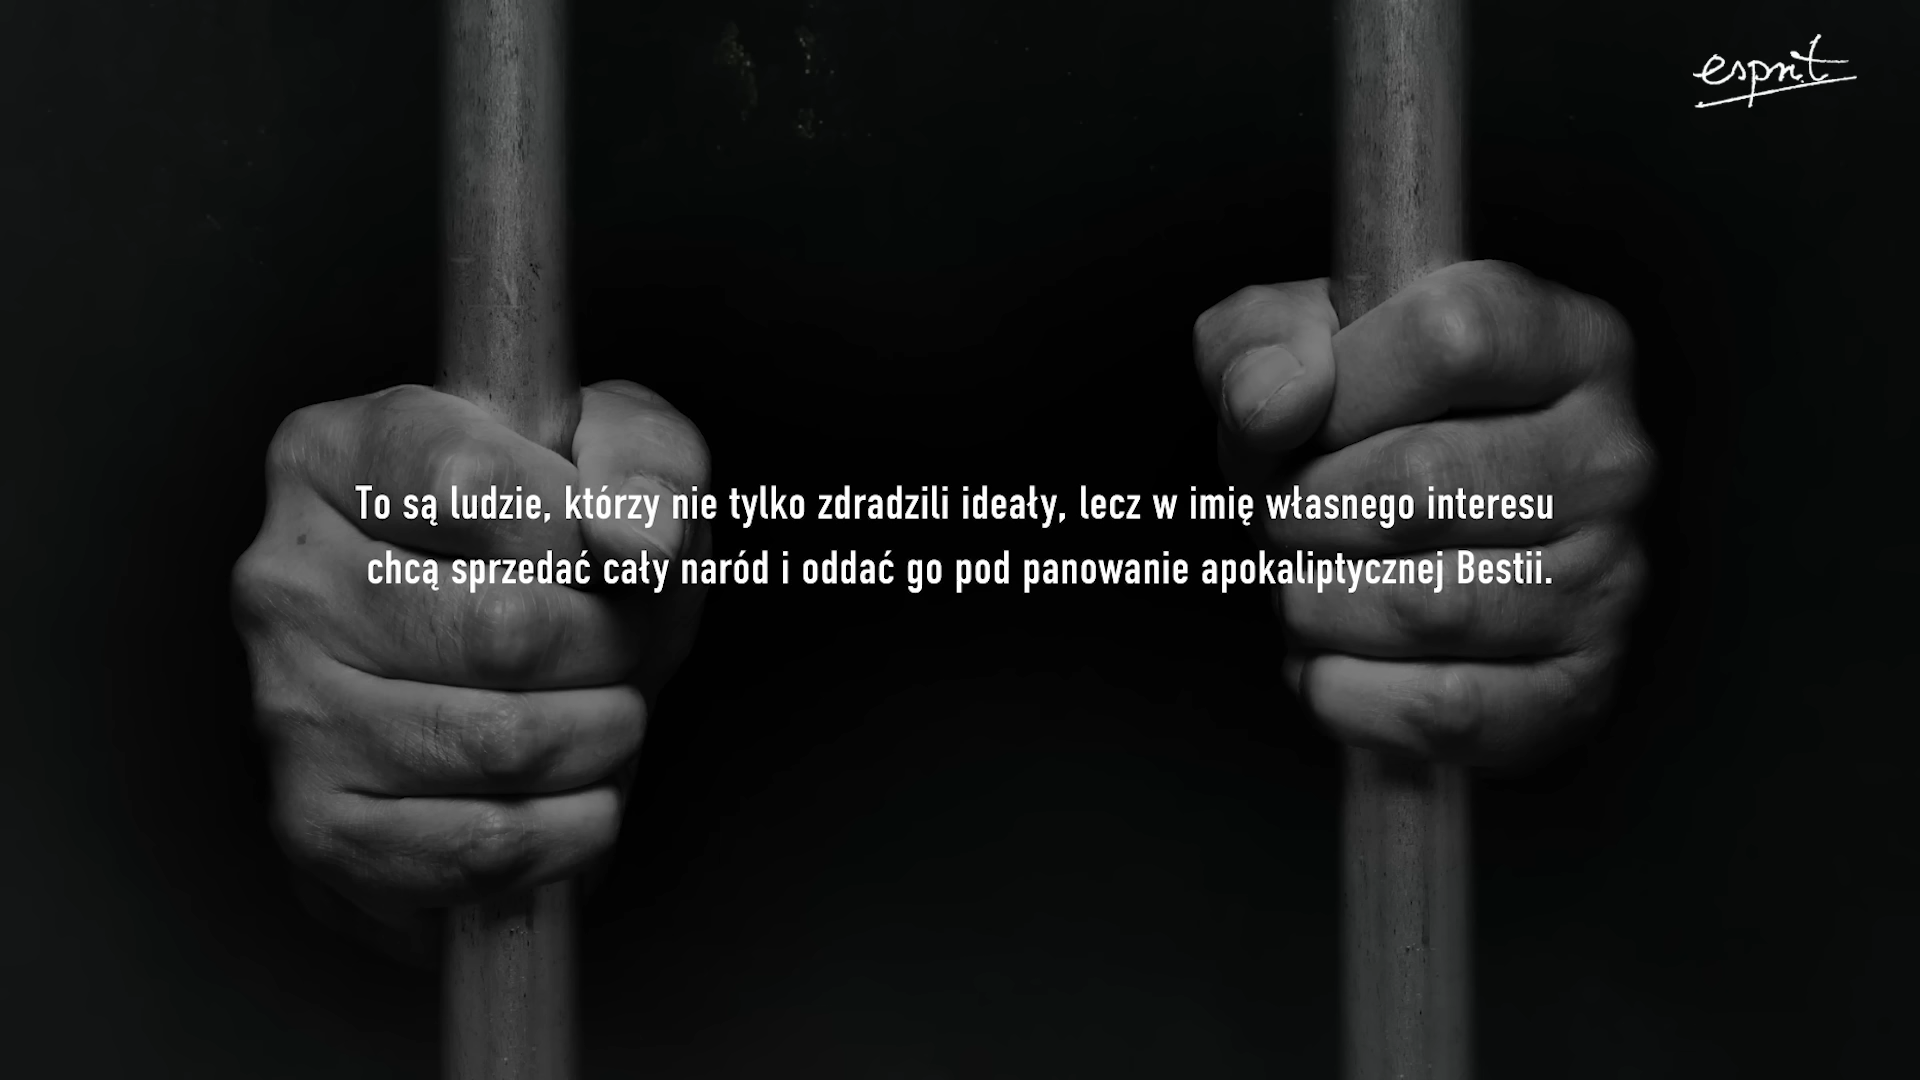 esprit
To są ludzie, którzy nie tylko zdradzili ideały, lecz w imię własnego interesu
chcą sprzedać cały naród i oddać go pod panowanie apokaliptycznej Bestii.